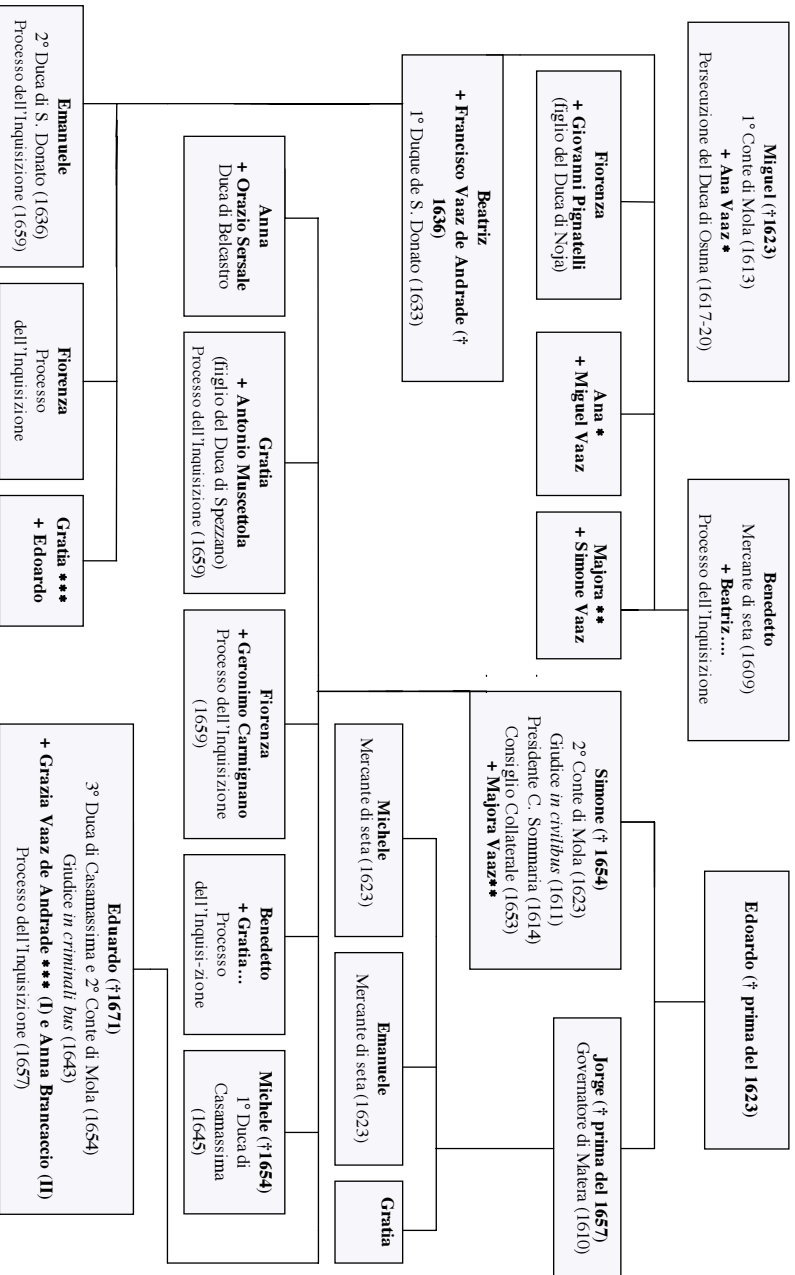 Miguel († 1623)
1° Conte di Mola (1613)
+ Ana Vaaz *
Persecuzione del Duca di Osuna (1617-20)
Benedetto
Mercante di seta (1609)
+ Beatriz ....
Processo dell'Inquisizione
Edoardo († prima del 1623)
Fiorenza
+ Giovanni Pignatelli
(figlio del Duca di Noja)
Ana *
+ Miguel Vaaz
Majora **
+ Simone Vaaz
Simone († 1654)
2° Conte di Mola (1623)
Giudice in civilibus (1611)
Presidente C. Sommaria (1614)
Consiglio Collaterale (1653)
+ Majora Vaaz**
Jorge († prima del 1657)
Governatore di Matera (1610)
Beatriz
+ Francisco Vaaz de Andrade (†
1636)
1° Duque de S. Donato (1633)
Michele
Mercante di seta (1623)
Emanuele
Mercante di seta (1623)
Gratia
Anna
+ Orazio Sersale
Duca di Belcastro
Gratia
+ Antonio Muscettola
(fiiglio del Duca di Spezzano)
Processo dell'Inquisizione (1659)
Fiorenza
+ Geronimo Carmignano
Processo dell'Inquisizione
(1659)
Benedetto
+ Gratia...
Processo
dell'Inquisi-zione
Michele († 1654)
1° Duca di
Casamassima
(1645)
Emanuele
2° Duca di S. Donato (1636)
Processo dell'Inquisizione (1659)
Fiorenza
Processo
dell'Inquisizione
Gratia ***
+ Edoardo
Eduardo († 1671)
3° Duca di Casamassima e 2° Conte di Mola (1654)
Giudice in criminali bus (1643)
+ Grazia Vaaz de Andrade *** (I) e Anna Brancaccio (II)
Processo dell'Inquisizione (1657)